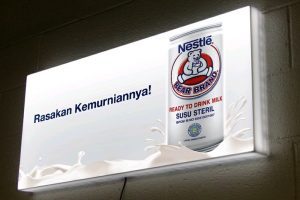 Rasakan Kemurniannya!
Nestlé
BEAR BRAND
READY TO DRINK MILK
SUSU STERIL